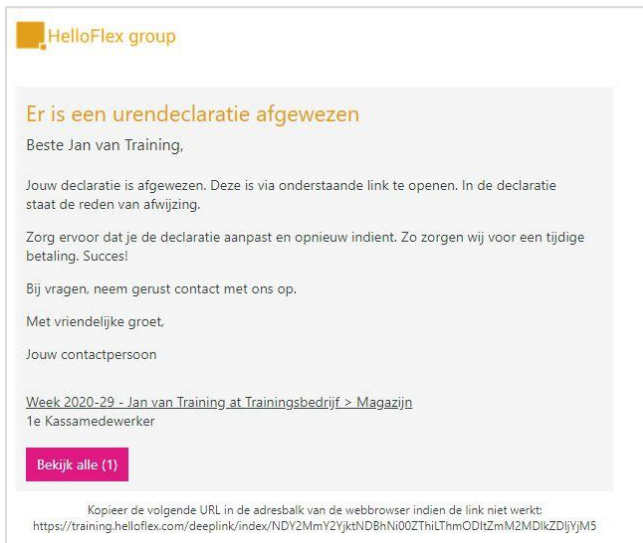 HelloFlex group
Er is een urendeclaratie afgewezen
Beste Jan van Training,
Jouw declaratie is afgewezen. Deze is via onderstaande link te openen. In de declaratie
staat de reden van afwijzing.
Zorg ervoor dat je de declaratie aanpast en opnieuw indient. Zo zorgen wij voor een tijdige
betaling. Succes!
Bij vragen, neem gerust contact met ons op.
Met vriendelijke groet,
Jouw contactpersoon
Week 2020-29 - Jan van Training at Trainingsbedrijf > Magazijn
1e Kassamedewerker
Bekijk alle (1)
Kopieer de volgende URL in de adresbalk van de webbrowser indien de link niet werkt:
https://training.helloflex.com/deeplink/index/NDY2MmY2YjktNDBhNi00ZThiLThmODItZmM2MDlkZDljYjM5